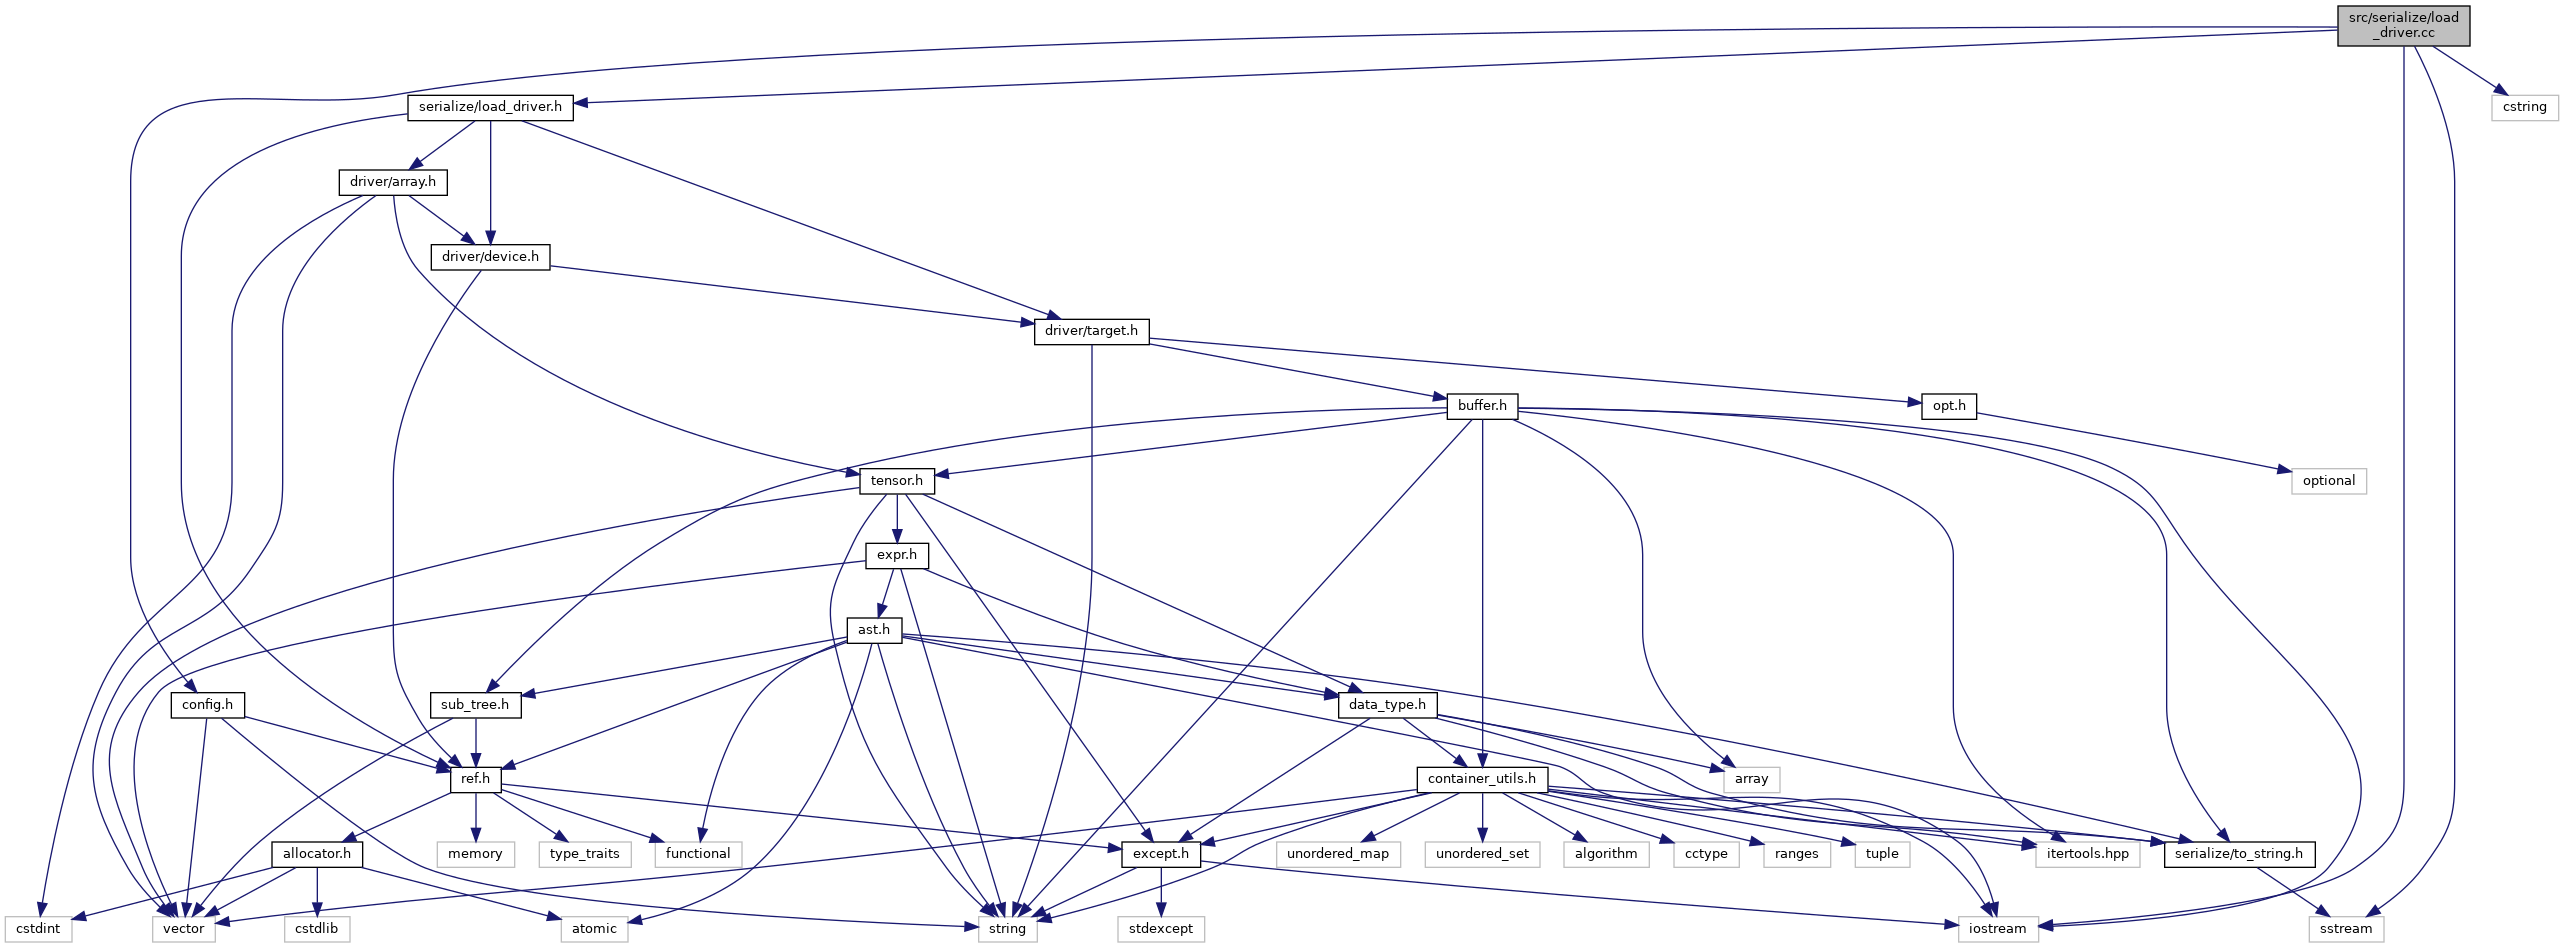 src/serialize/load
_driver.cc
serialize/load_driver.h
cstring
driver/array.h
driver/device.h
driver/target.h
buffer.h
opt.h
tensor.h
optional
expr.h
ast.h
config.h
sub_tree.h
data_type.h
ref.h
container_utils.h
array
allocator.h
memory
type_traits
functional
except.h
unordered_map
unordered_set
algorithm
cctype
ranges
tuple
itertools.hpp
serialize/to_string.h
cstdint
vector
cstdlib
atomic
string
stdexcept
iostream
sstream